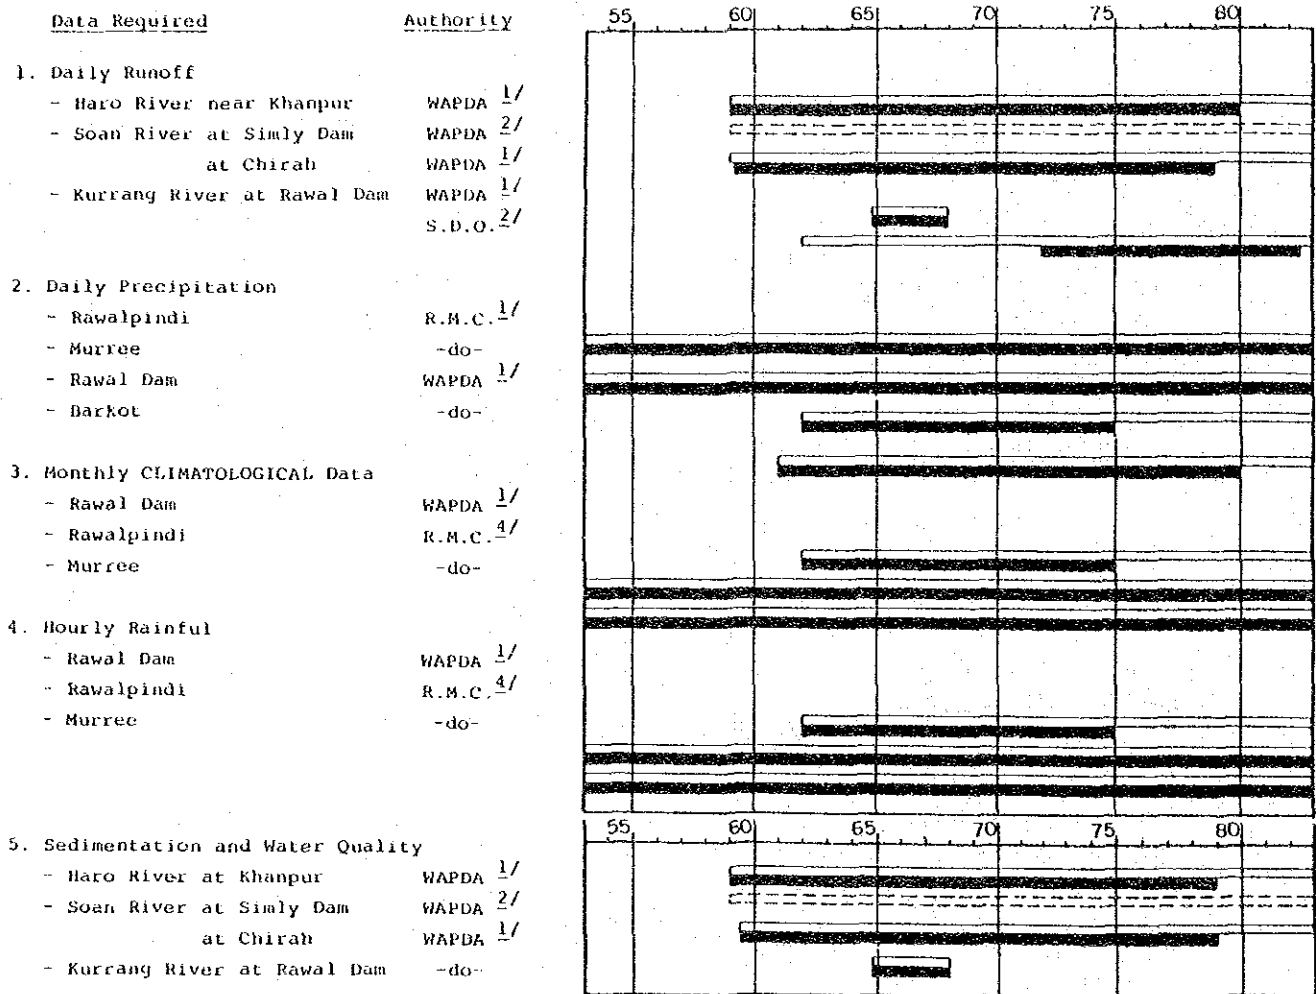 Data Required Authority 55 60 65 70 75 80
1. Daily Runoff
- Haro River near Khanpur WAPDA 1/
- Soan River at Simly Dam WAPDA 2/
at Chirah WAPDA 1/
- Kurrang River at Rawal Dam WAPDA 1/
S.D.O. 2/
2. Daily Precipitation
- Rawalpindi R.M.C. 1/
- Murree -do-
- Rawal Dam WAPDA 1/
- Barkot -do-
3. Monthly CLIMATOLOGICAL Data
- Rawal Dam WAPDA 1/
- Rawalpindi R.M.C. 4/
- Murree -do-
4. Hourly Rainful
- Rawal Dam WAPDA 1/
- Rawalpindi R.M.C. 4/
- Murree -do-
55 60 65 70 75 80
5. Sedimentation and Water Quality
- Haro River at Khanpur WAPDA 1/
- Soan River at Simly Dam WAPDA 2/
at Chirah WAPDA 1/
- Kurrang River at Rawal Dam -do-